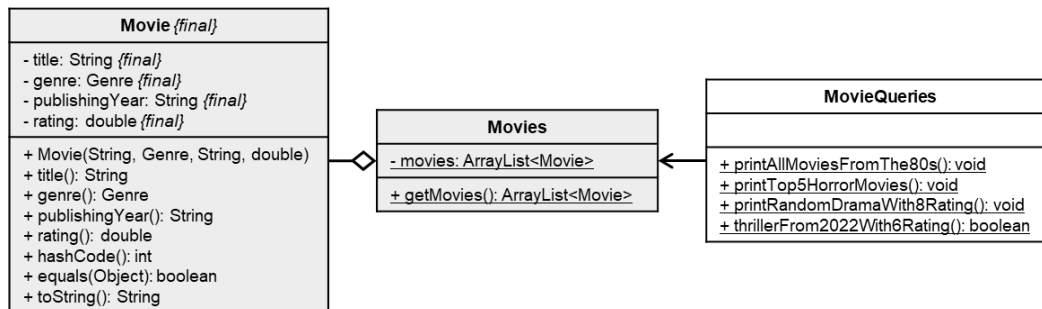 Movie {final}
- title: String {final}
- genre: Genre {final}
- publishingYear: String {final}
- rating: double {final}
+ Movie(String, Genre, String, double)
+ title(): String
+ genre(): Genre
+ publishingYear(): String
+ rating(): double
+ hashCode(): int
+ equals(Object): boolean
+ toString(): String
Movies
- movies: ArrayList<Movie>
+ getMovies(): ArrayList<Movie>
MovieQueries
+ printAllMoviesFromThe80s(): void
+ printTop5HorrorMovies(): void
+ printRandomDramaWith8Rating(): void
+ thrillerFrom2022With6Rating(): boolean